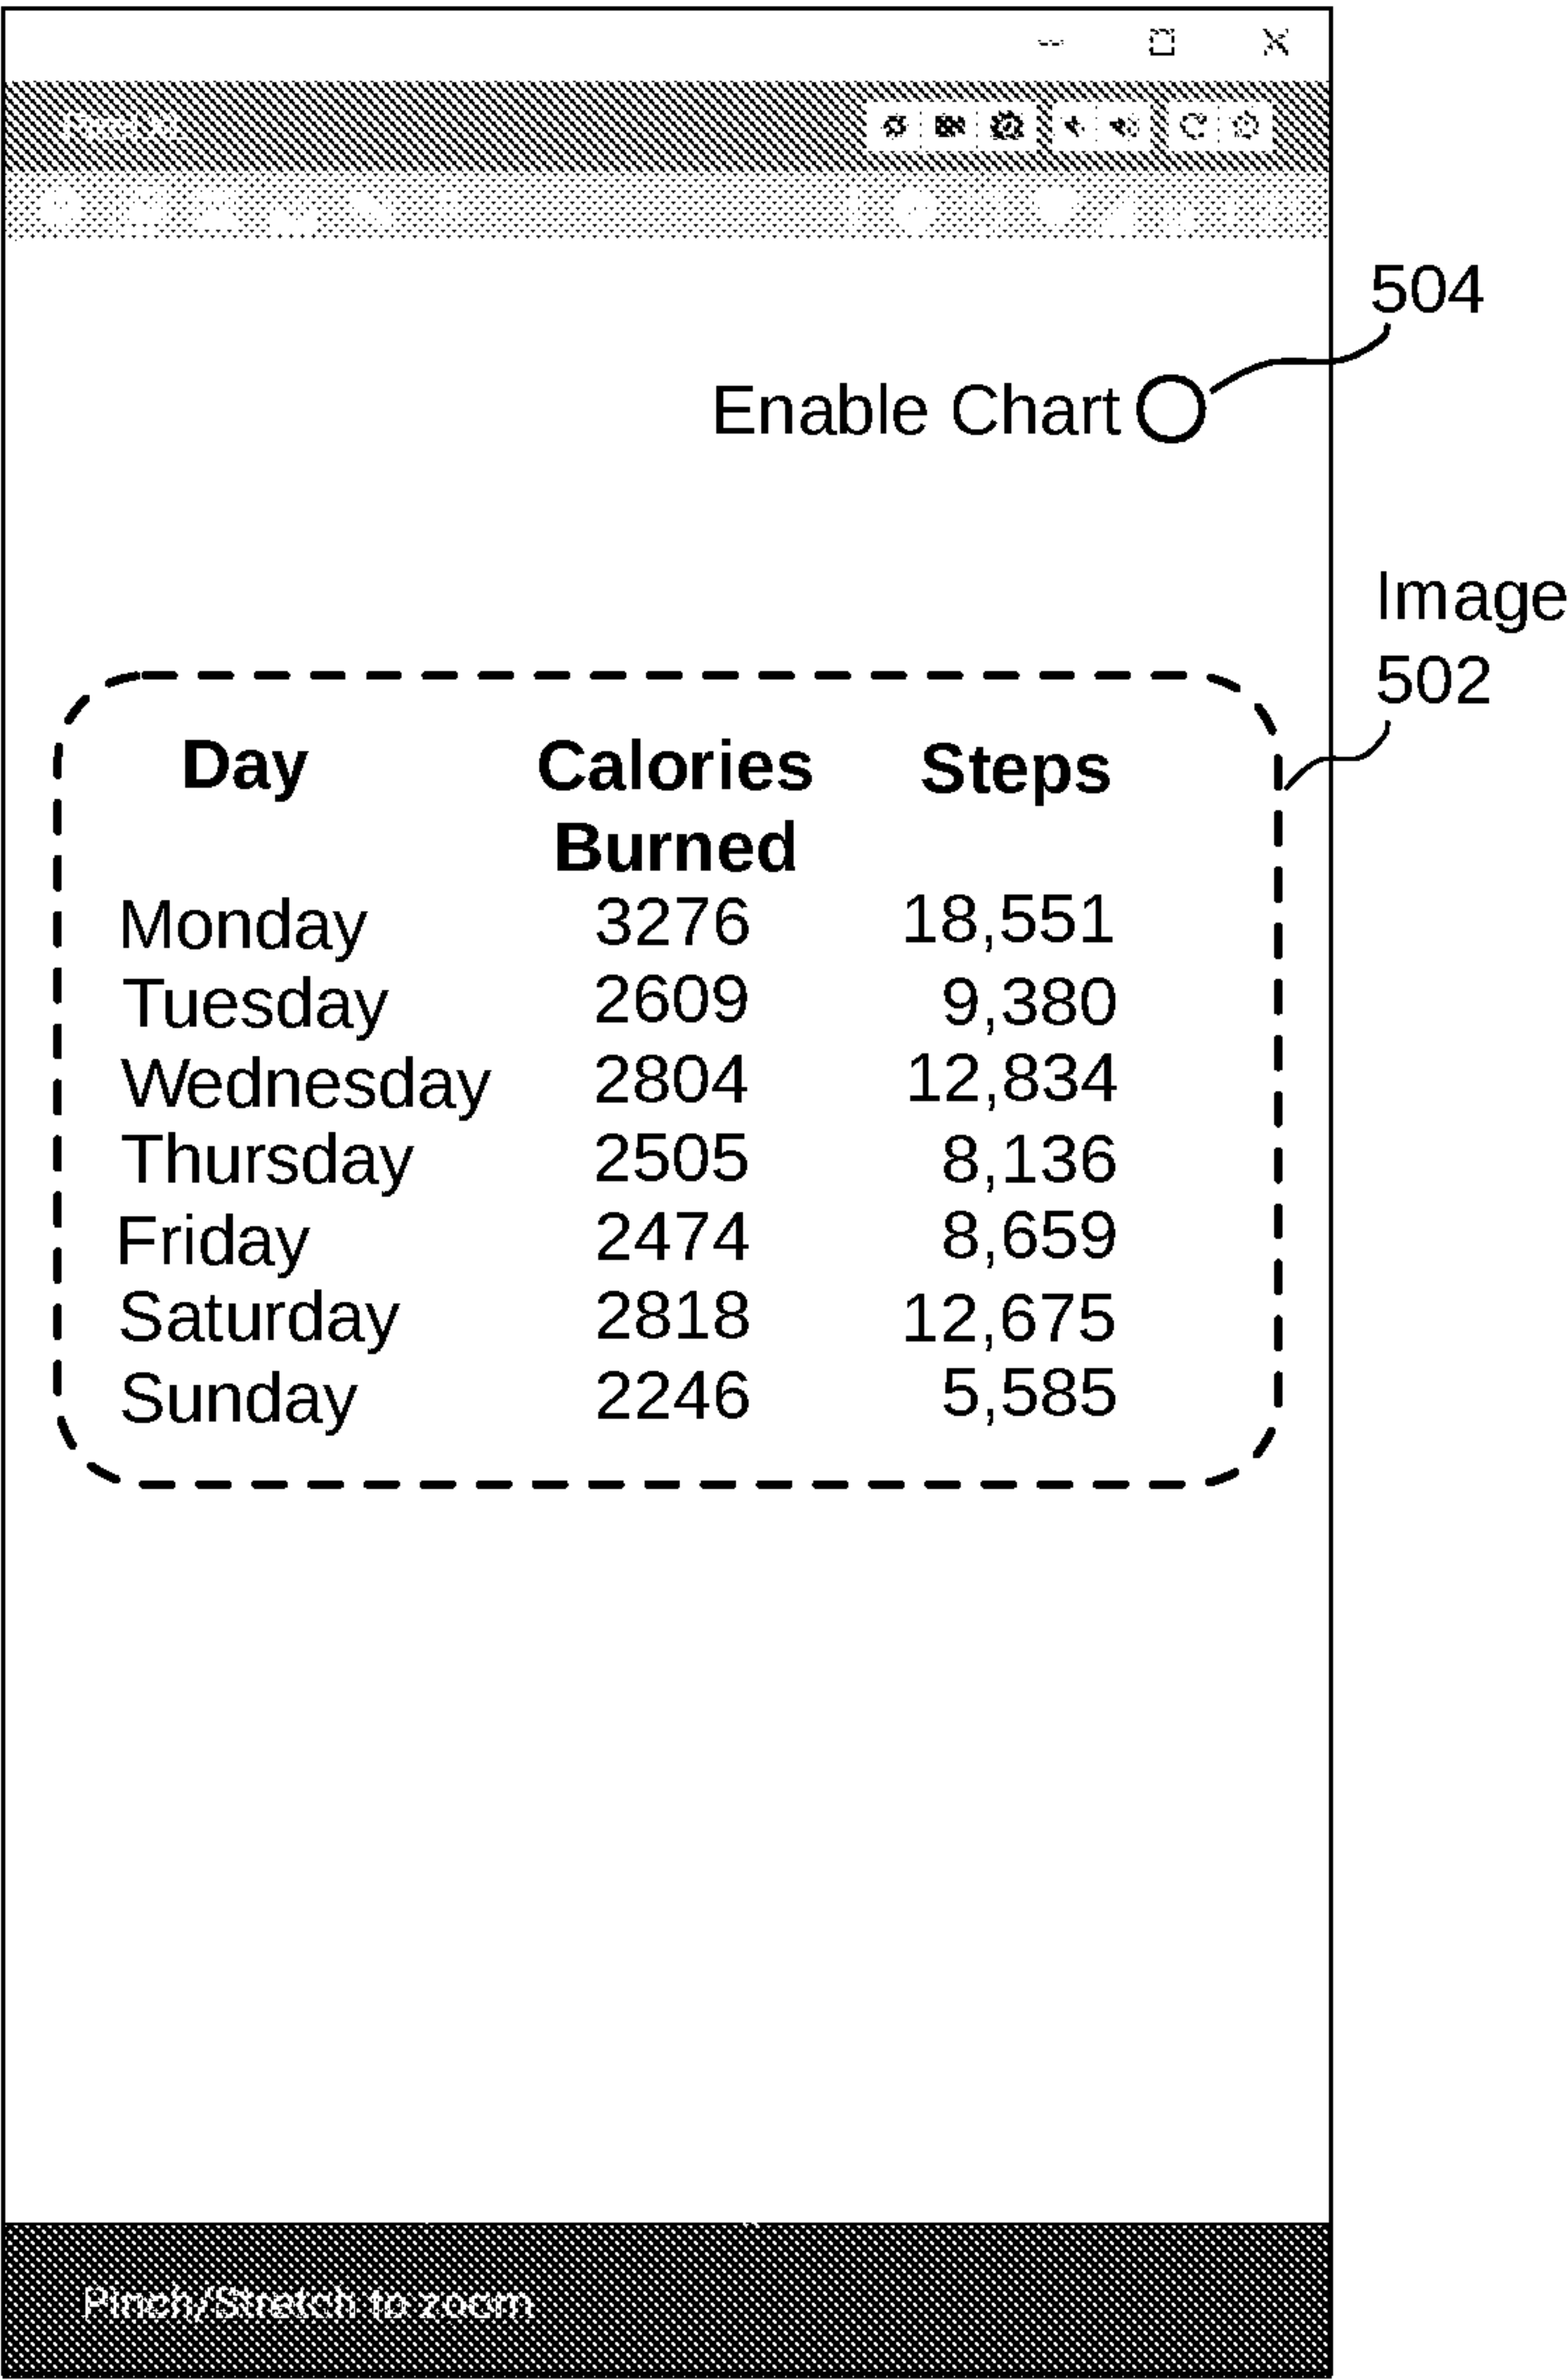 504
Enable Chart
Image
502
Day Calories Steps
Burned
Monday 3276 18,551
Tuesday 2609 9,380
Wednesday 2804 12,834
Thursday 2505 8,136
Friday 2474 8,659
Saturday 2818 12,675
Sunday 2246 5,585
Pinch/Stretch to zoom